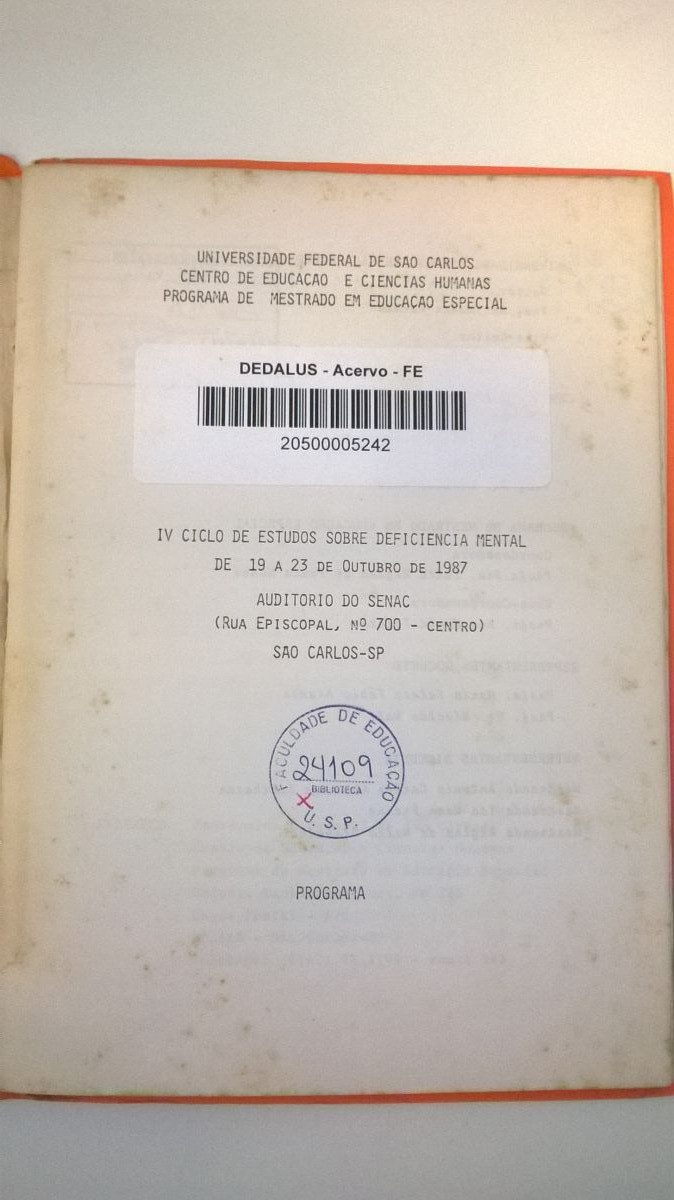 UNIVERSIDADE FEDERAL DE SAO CARLOS
CENTRO DE EDUCACAO E CIENCIAS HUMANAS
PROGRAMA DE MESTRADO EM EDUCAÇAO ESPECIAL
DEDALUS - Acervo - FE
20500005242
IV CICLO DE ESTUDOS SOBRE DEFICIENCIA MENTAL
DE 19 A 23 DE OUTUBRO DE 1987
AUDITORIO DO SENAC
(RUA EPISCOPAL, Nº 700 - CENTRO)
SAO CARLOS-SP
FACULDADE DE EDUCAÇÃO
24109
BIBLIOTECA
U. S. P.
PROGRAMA